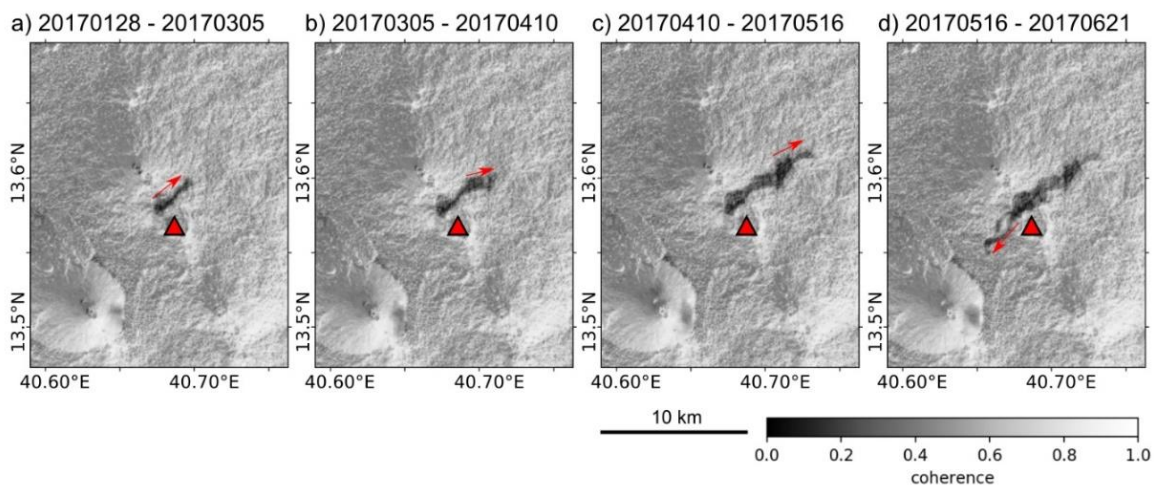 a) 20170128 - 20170305
b) 20170305 - 20170410
c) 20170410 - 20170516
d) 20170516 - 20170621
13.6°N
13.5°N
40.60°E 40.70°E
13.6°N
13.5°N
40.60°E 40.70°E
13.6°N
13.5°N
40.60°E 40.70°E
13.6°N
13.5°N
40.60°E 40.70°E
10 km
0.0 0.2 0.4 0.6 0.8 1.0
coherence